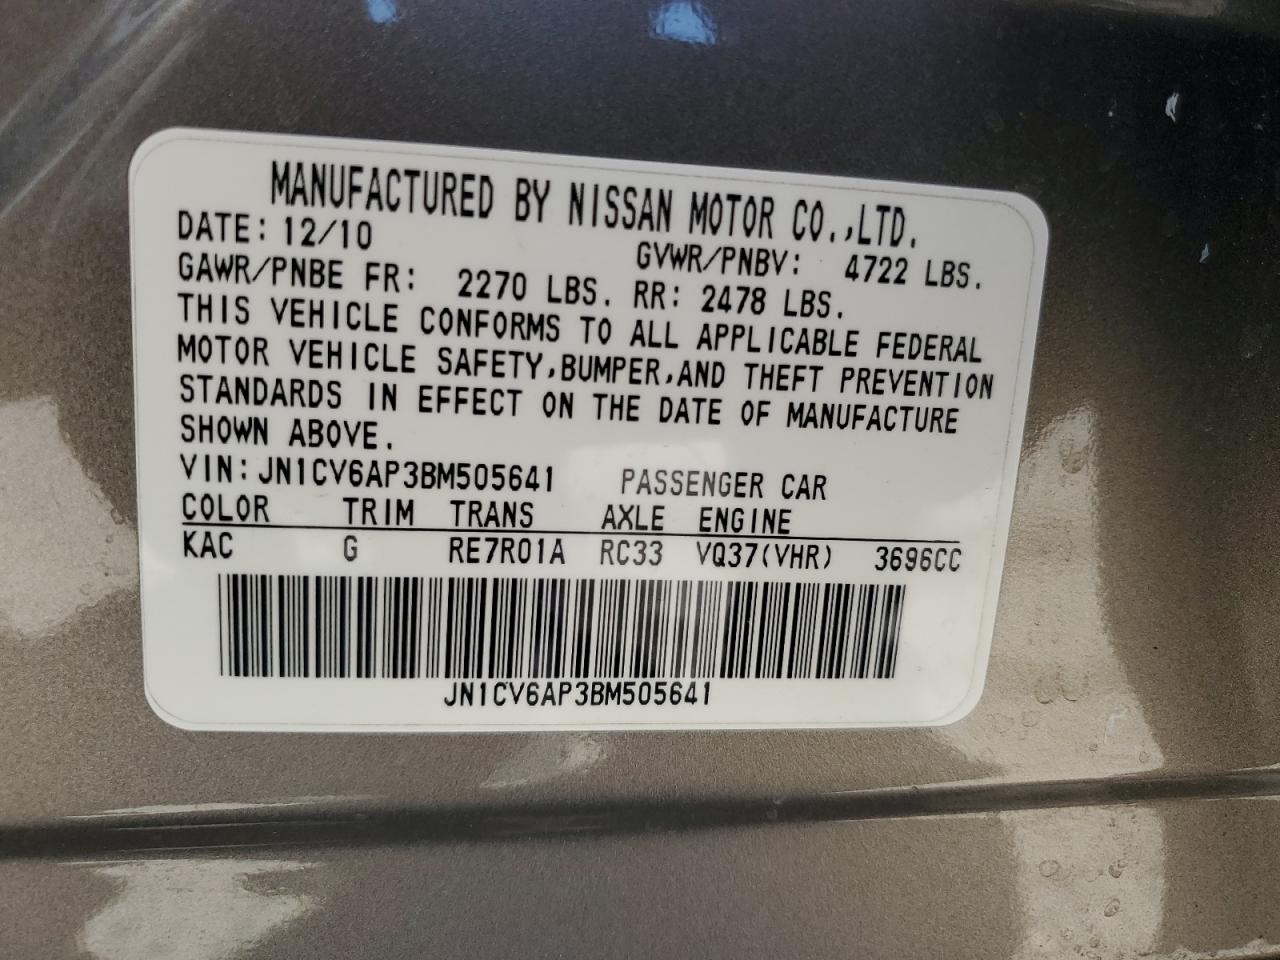 MANUFACTURED BY NISSAN MOTOR CO.,LTD.
DATE: 12/10 GVWR/PNBV: 4722 LBS.
GAWR/PNBE FR: 2270 LBS. RR: 2478 LBS.
THIS VEHICLE CONFORMS TO ALL APPLICABLE FEDERAL
MOTOR VEHICLE SAFETY,BUMPER,AND THEFT PREVENTION
STANDARDS IN EFFECT ON THE DATE OF MANUFACTURE
SHOWN ABOVE.
VIN:JN1CV6AP3BM505641 PASSENGER CAR
COLOR TRIM TRANS AXLE ENGINE
KAC G RE7R01A RC33 VQ37(VHR) 3696CC
JN1CV6AP3BM505641